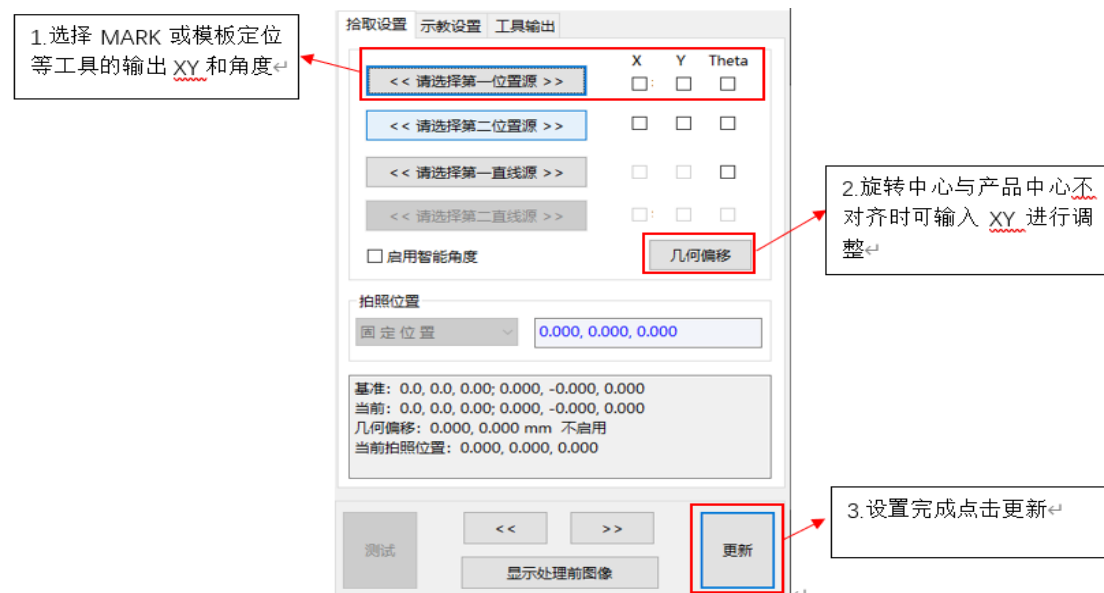 1.选择 MARK 或模板定位
等工具的输出 XY 和角度↵
拾取设置 示教设置 工具输出
X Y Theta
<< 请选择第一位置源 >>
<< 请选择第二位置源 >>
<< 请选择第一直线源 >>
<< 请选择第二直线源 >>
启用智能角度
几何偏移
2.旋转中心与产品中心不
对齐时可输入 XY 进行调
整↵
拍照位置
固定位置
0.000, 0.000, 0.000
基准: 0.0, 0.0, 0.00; 0.000, -0.000, 0.000
当前: 0.0, 0.0, 0.00; 0.000, -0.000, 0.000
几何偏移: 0.000, 0.000 mm 不启用
当前拍照位置: 0.000, 0.000, 0.000
测试
<< >>
显示处理前图像
更新
3.设置完成点击更新↵